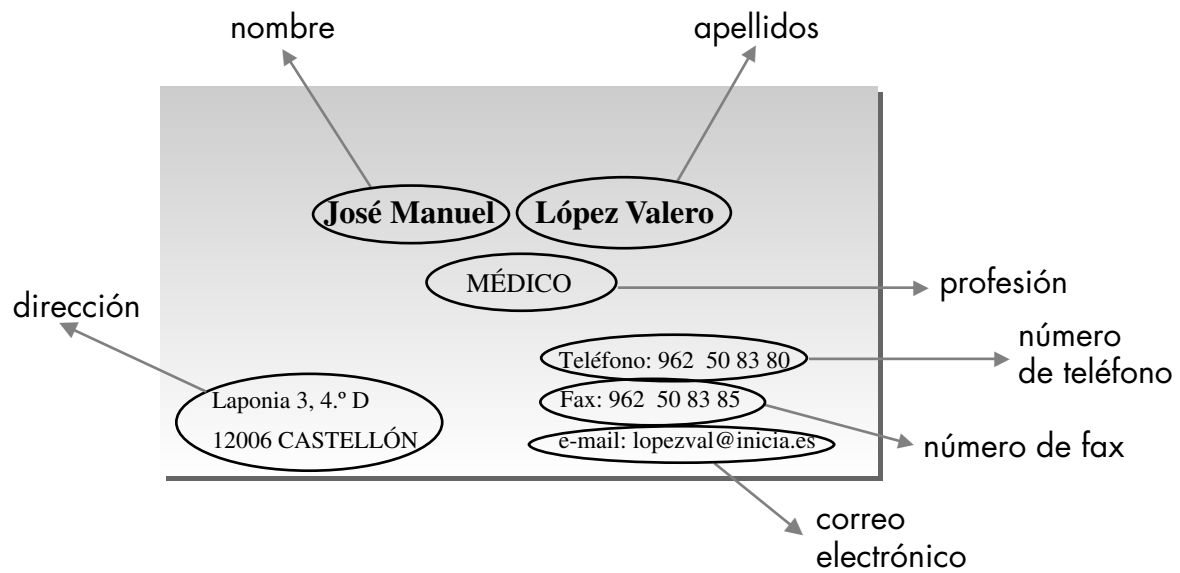 nombre
apellidos
José Manuel López Valero
MÉDICO
profesión
dirección
número
de teléfono
Teléfono: 962 50 83 80
Laponia 3, 4.º D
Fax: 962 50 83 85
12006 CASTELLÓN
e-mail: lopezval@inicia.es
número de fax
correo
electrónico